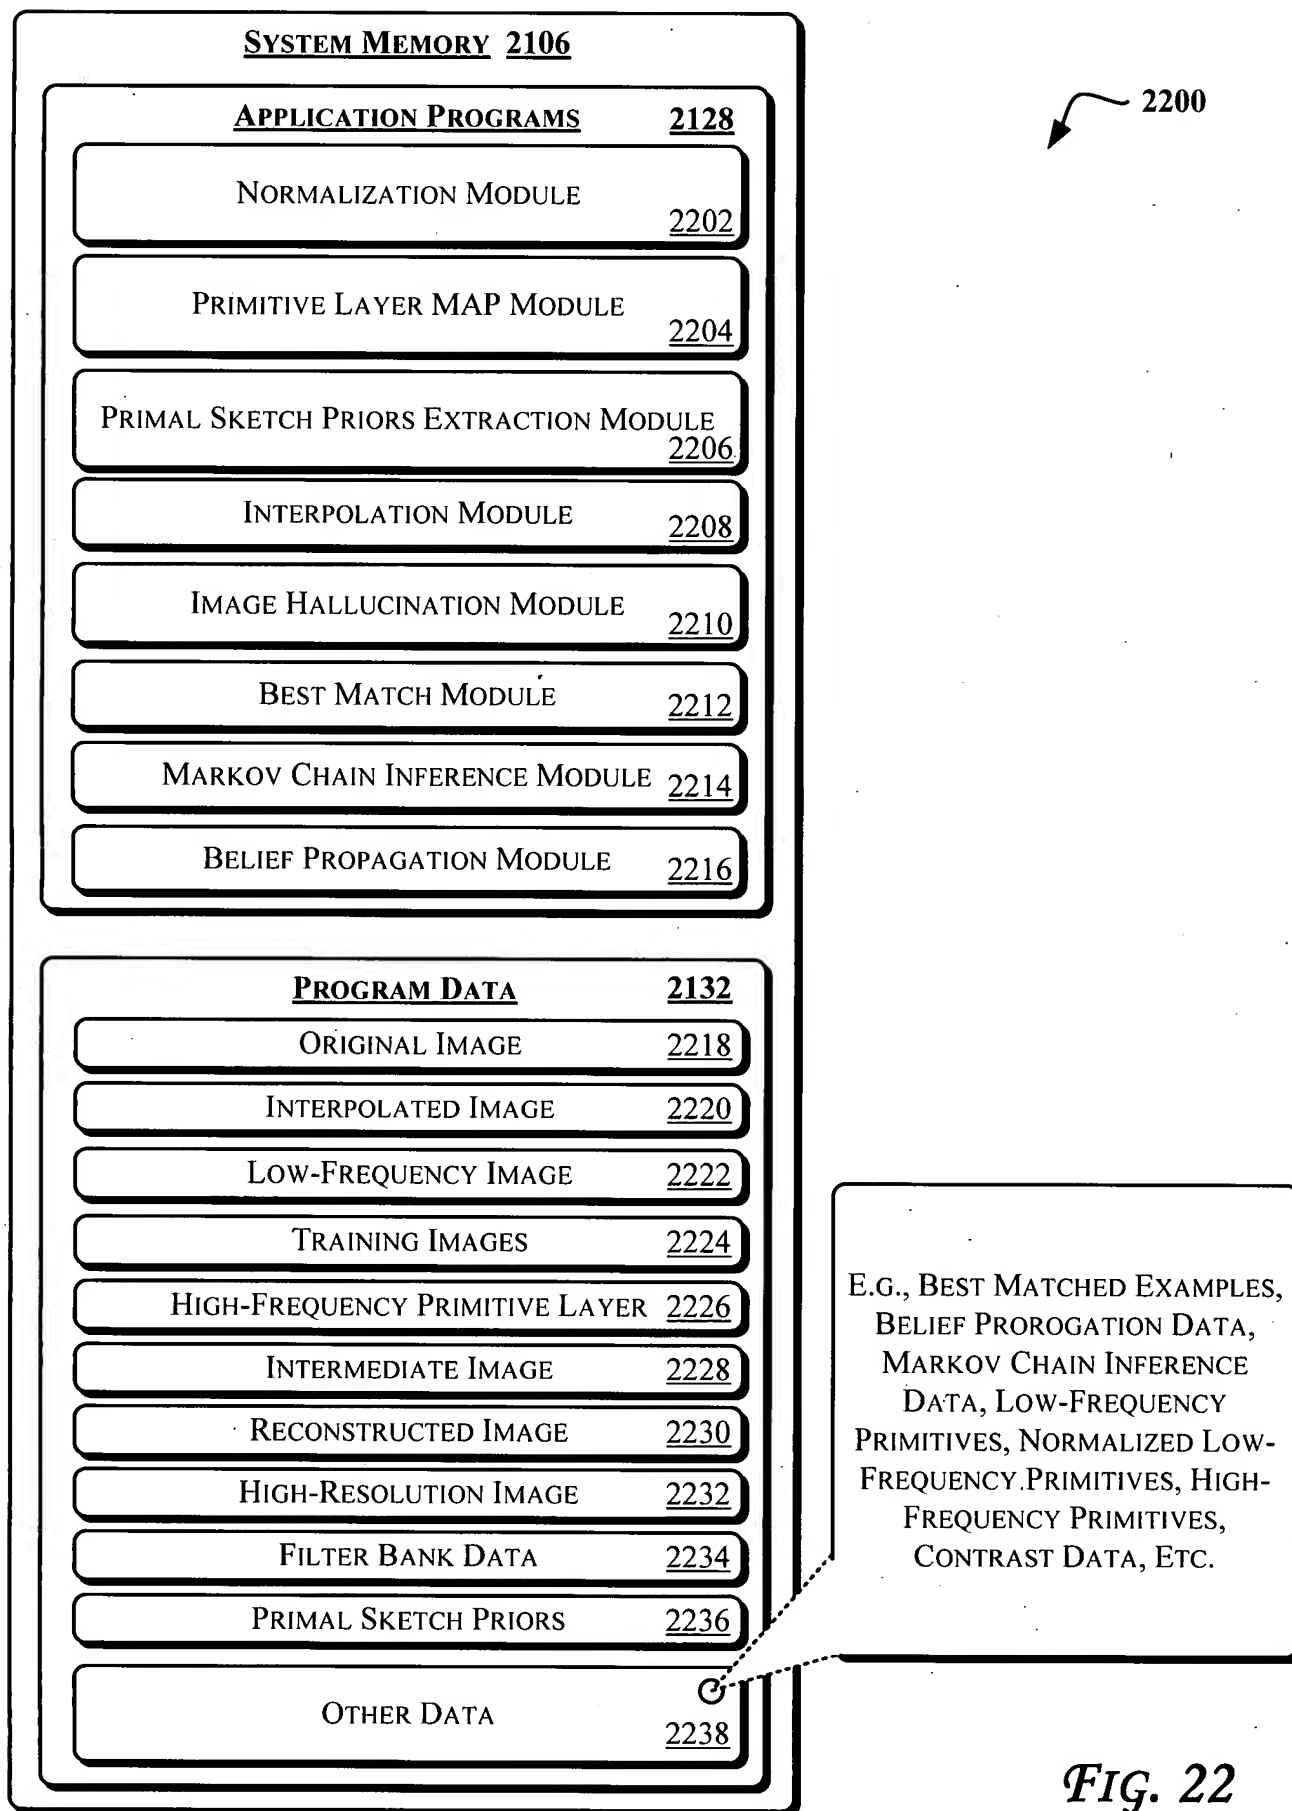 SYSTEM MEMORY 2106
2200
APPLICATION PROGRAMS 2128
NORMALIZATION MODULE
2202
PRIMITIVE LAYER MAP MODULE
2204
PRIMAL SKETCH PRIORS EXTRACTION MODULE
2206
INTERPOLATION MODULE 2208
IMAGE HALLUCINATION MODULE 2210
BEST MATCH MODULE 2212
MARKOV CHAIN INFERENCE MODULE 2214
BELIEF PROPAGATION MODULE 2216
PROGRAM DATA 2132
ORIGINAL IMAGE 2218
INTERPOLATED IMAGE 2220
LOW-FREQUENCY IMAGE 2222
TRAINING IMAGES 2224
HIGH-FREQUENCY PRIMITIVE LAYER 2226
INTERMEDIATE IMAGE 2228
RECONSTRUCTED IMAGE 2230
HIGH-RESOLUTION IMAGE 2232
FILTER BANK DATA 2234
PRIMAL SKETCH PRIORS 2236
OTHER DATA
2238
E.G., BEST MATCHED EXAMPLES,
BELIEF PROROGATION DATA,
MARKOV CHAIN INFERENCE
DATA, LOW-FREQUENCY
PRIMITIVES, NORMALIZED LOW-
FREQUENCY PRIMITIVES, HIGH-
FREQUENCY PRIMITIVES,
CONTRAST DATA, ETC.
FIG. 22